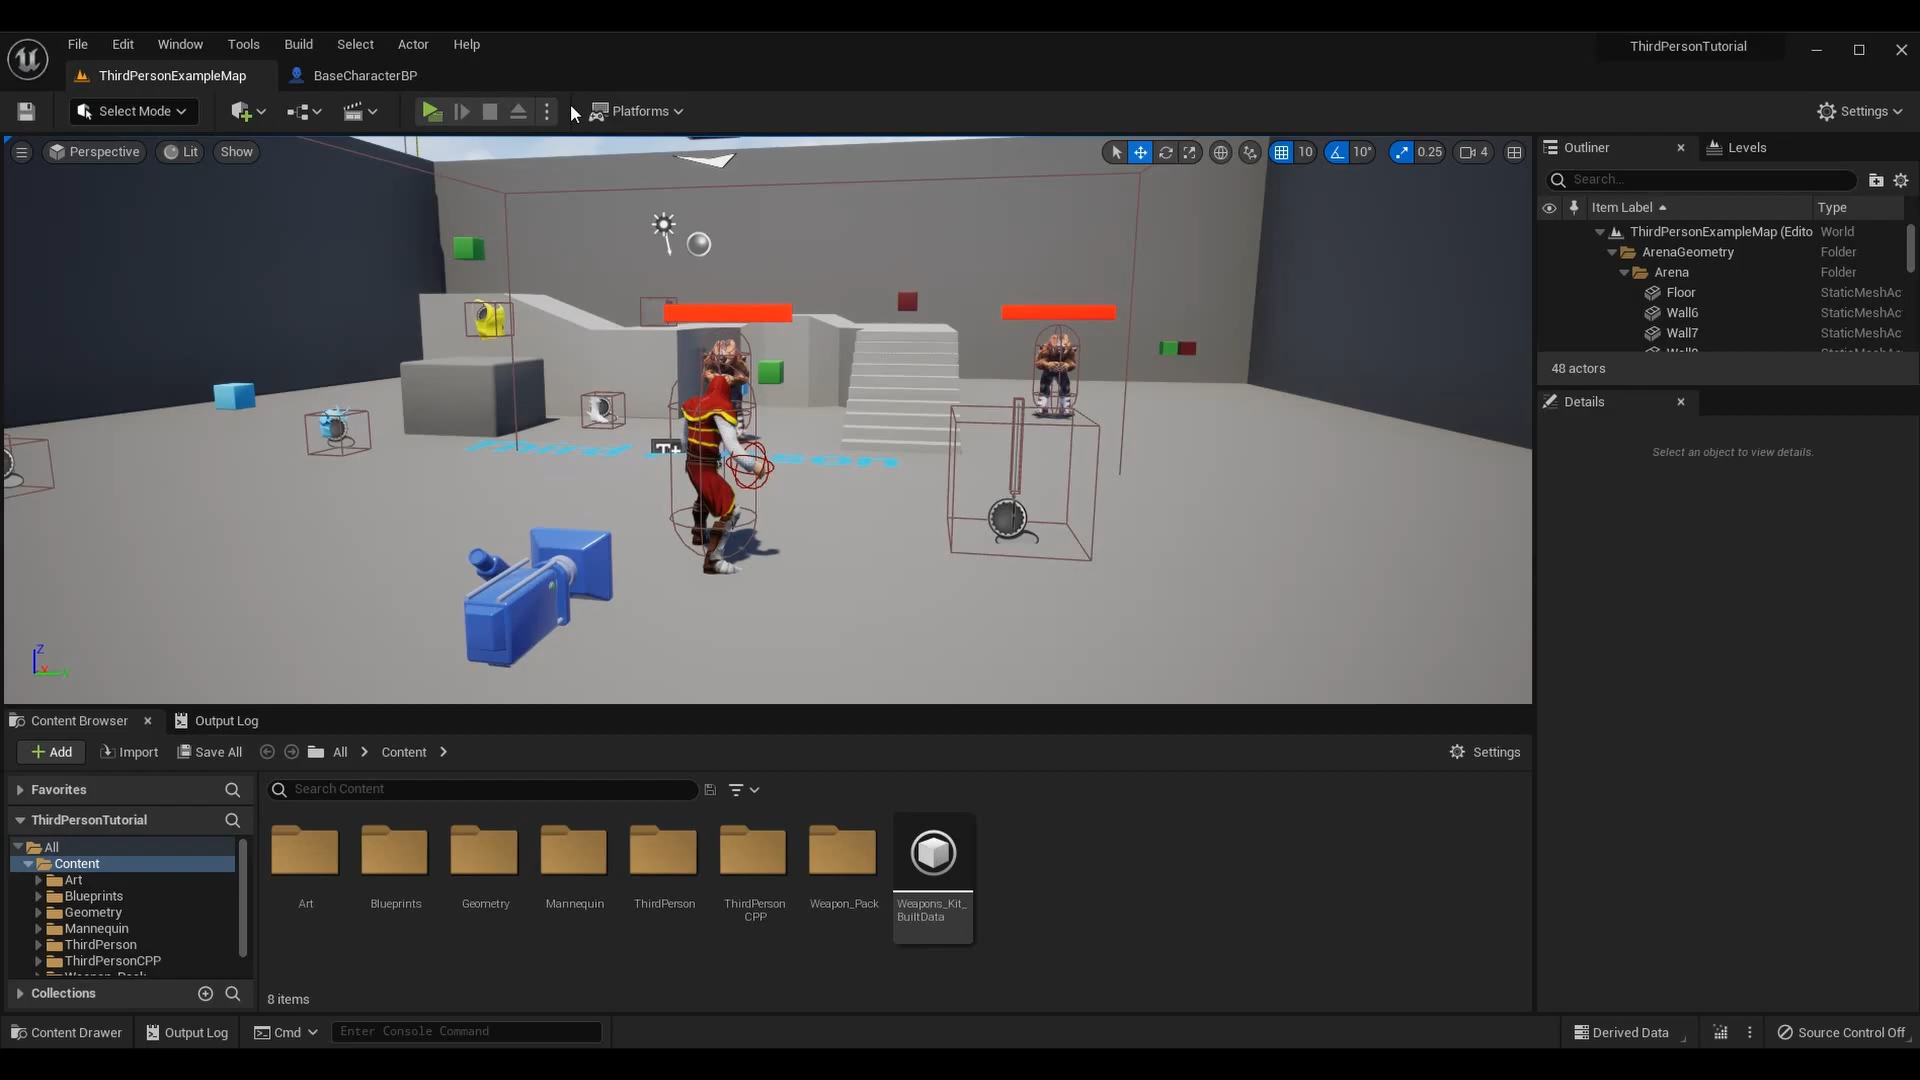 File Edit Window Tools Build Select Actor Help
ThirdPersonTutorial
ThirdPersonExampleMap
BaseCharacterBP
Select Mode
Platforms
Settings
Perspective
Lit
Show
10
10°
0.25
4
Outliner
Levels
Search...
Item Label
Type
ThirdPersonExampleMap (Edito World
ArenaGeometry Folder
Arena Folder
Floor StaticMeshAc
Wall6 StaticMeshAc
Wall7 StaticMeshAc
48 actors
Details
Select an object to view details.
Z
Content Browser
Output Log
Add
Import
Save All
All
Content
Settings
Favorites
Search Content
ThirdPersonTutorial
All
Content
Art
Blueprints
Geometry
Mannequin
ThirdPerson
ThirdPersonCPP
Collections
Art
Blueprints
Geometry
Mannequin
ThirdPerson
ThirdPerson
CPP
Weapon_Pack
Weapons_Kit_
BuiltData
8 items
Content Drawer
Output Log
Cmd
Enter Console Command
Derived Data
Source Control Off